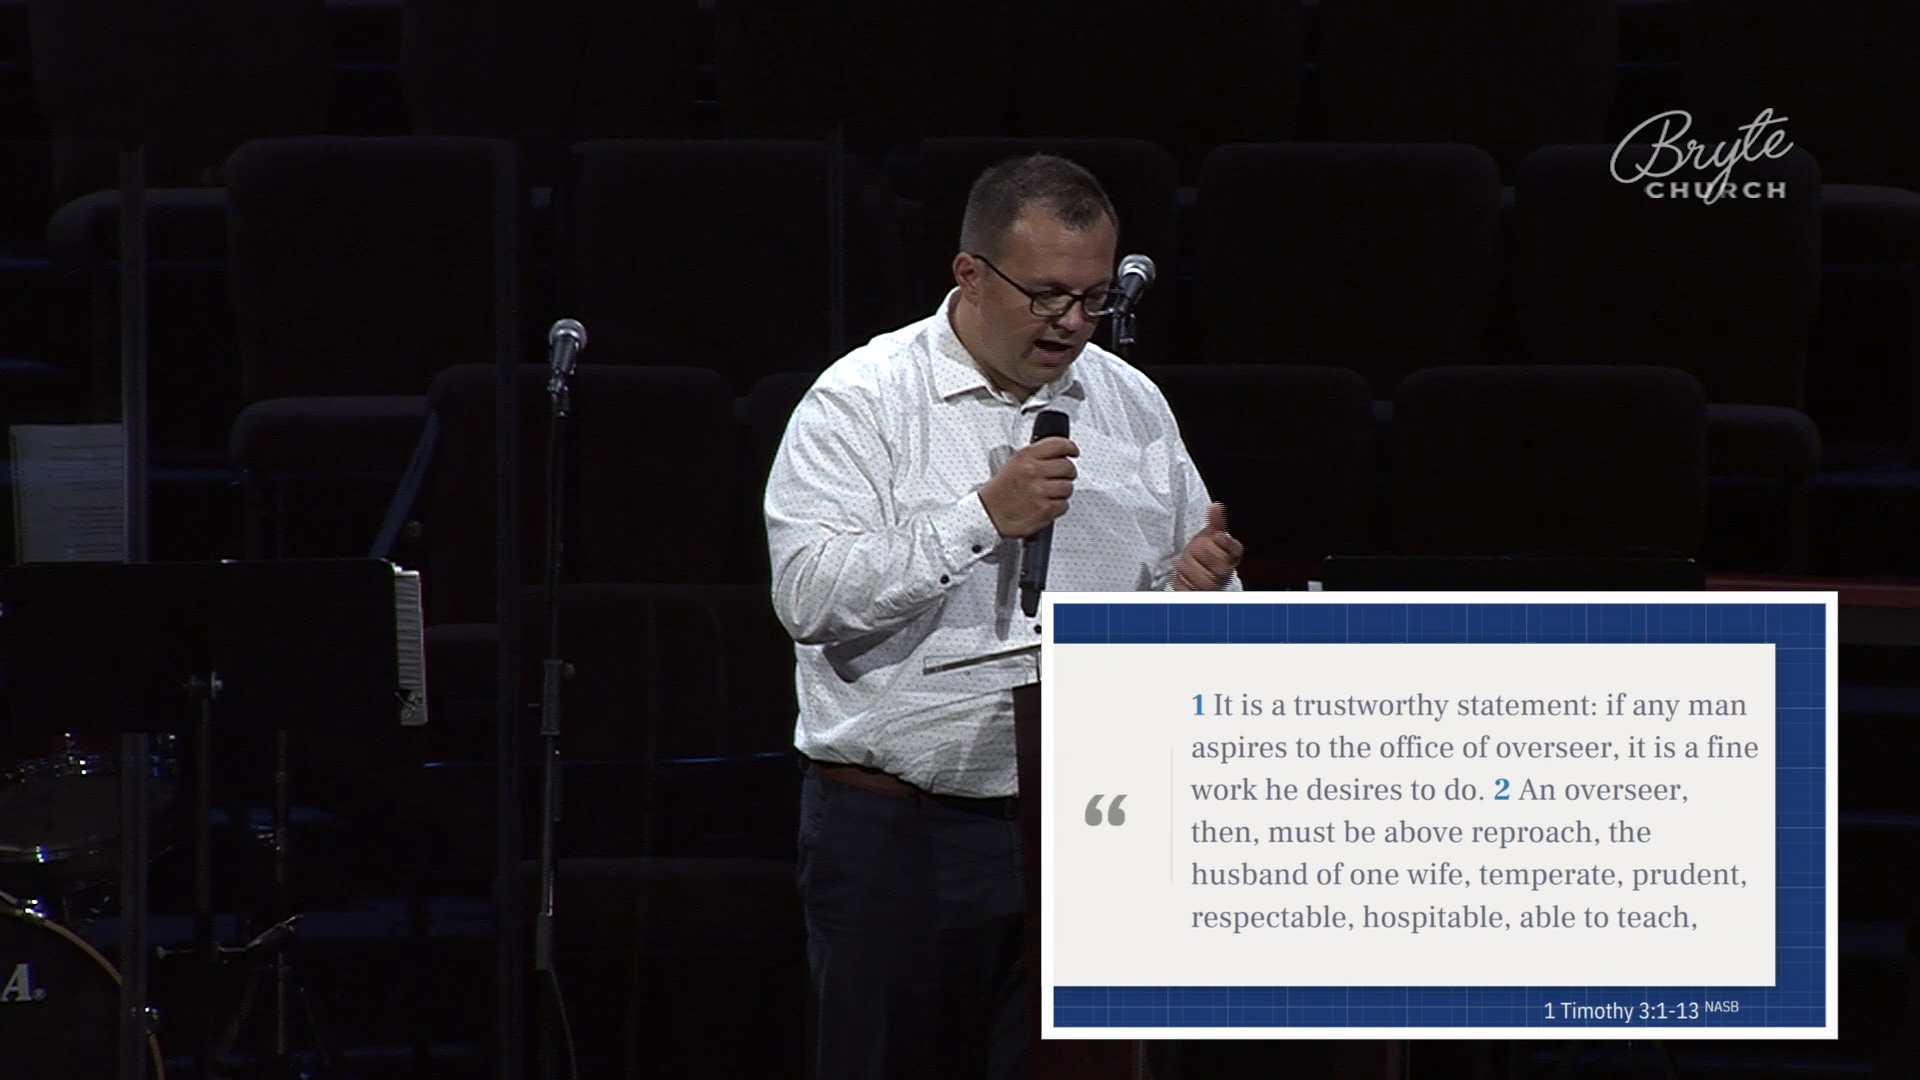 Bryte
CHURCH
1 It is a trustworthy statement: if any man
aspires to the office of overseer, it is a fine
work he desires to do. 2 An overseer,
then, must be above reproach, the
husband of one wife, temperate, prudent,
respectable, hospitable, able to teach,
1 Timothy 3:1-13 NASB
A.